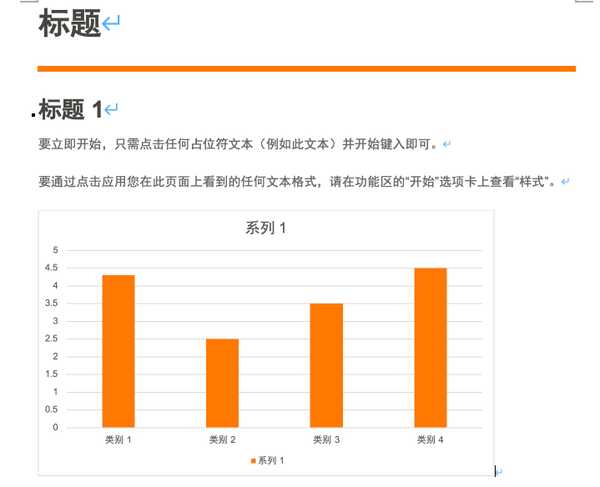 标题
标题 1
要立即开始，只需点击任何占位符文本（例如此文本）并开始键入即可。
要通过点击应用您在此页面上看到的任何文本格式，请在功能区的“开始”选项卡上查看“样式”。
系列 1
5
4.5
4
3.5
3
2.5
2
1.5
1
0.5
0
类别 1 类别 2 类别 3 类别 4
系列 1